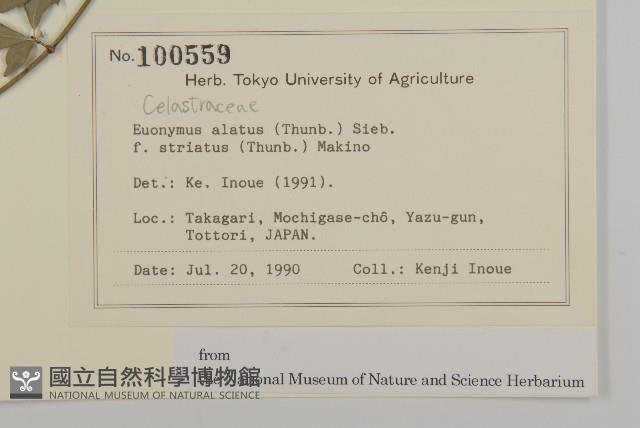 No. 100559
Herb. Tokyo University of Agriculture
Celastraceae
Euonymus alatus (Thunb.) Sieb.
f. striatus (Thunb.) Makino
Det.: Ke. Inoue (1991).
Loc.: Takagari, Mochigase-chô, Yazu-gun,
Tottori, JAPAN.
Date: Jul. 20, 1990 Coll.: Kenji Inoue
from
The National Museum of Nature and Science Herbarium
國立自然科學博物館
NATIONAL MUSEUM OF NATURAL SCIENCE